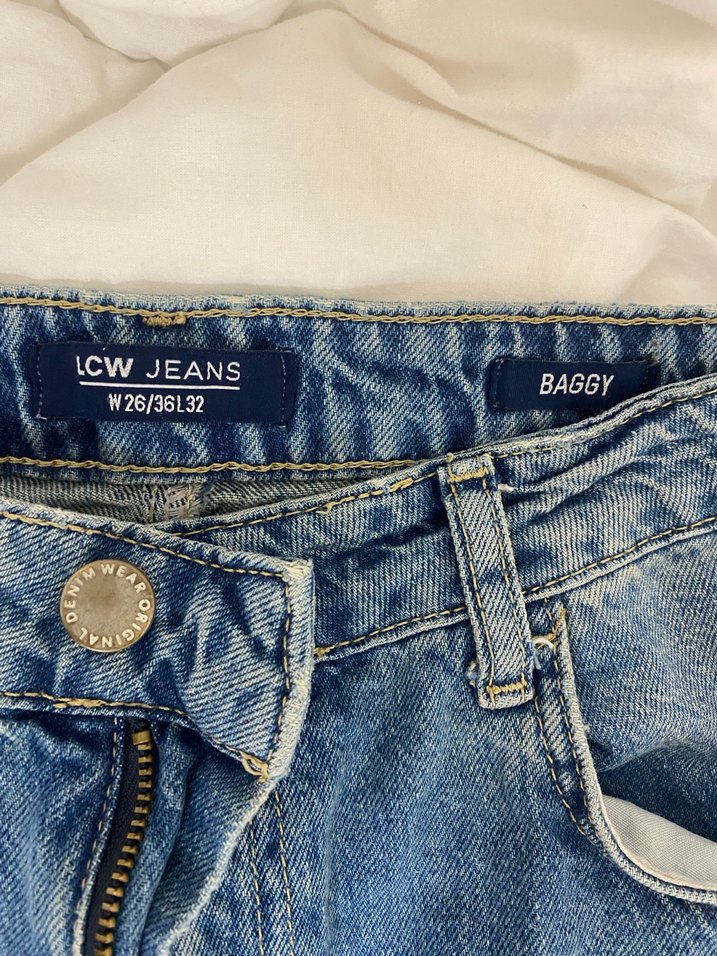 LCW JEANS
W26/36L32
BAGGY
ORIGINAL DENIM WEAR